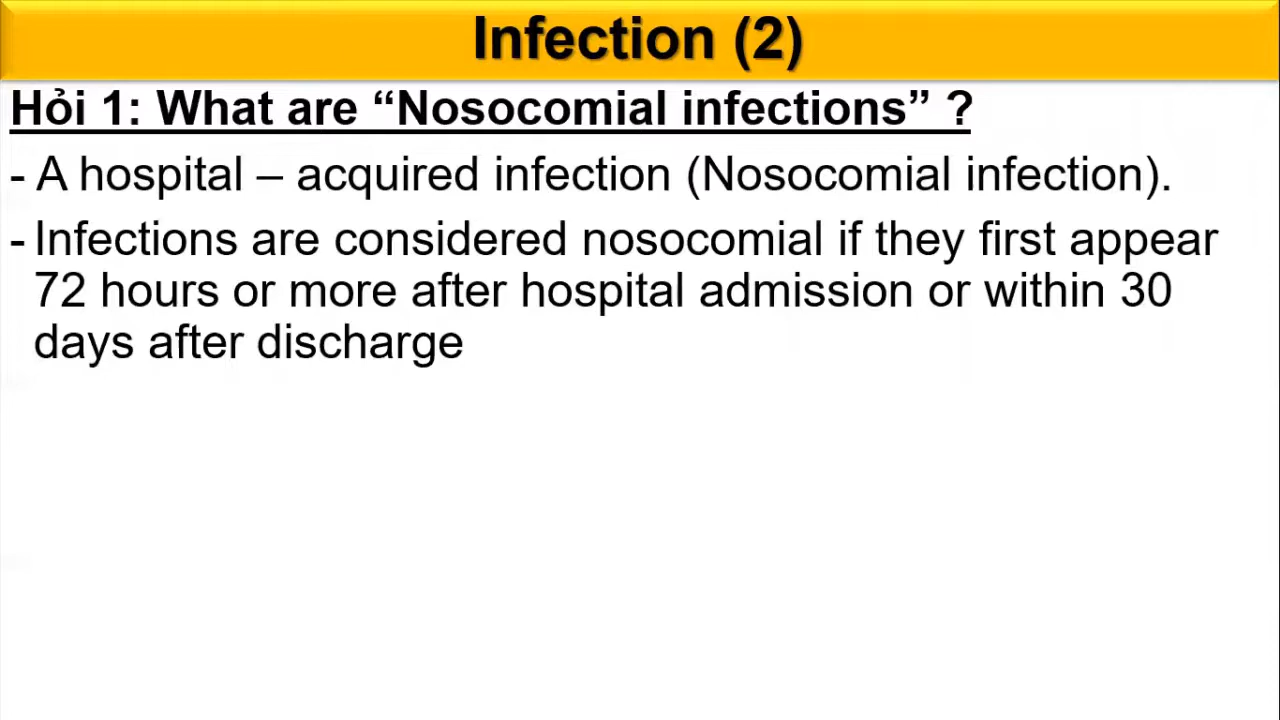 Infection (2)
Hỏi 1: What are “Nosocomial infections” ?
- A hospital – acquired infection (Nosocomial infection).
- Infections are considered nosocomial if they first appear
72 hours or more after hospital admission or within 30
days after discharge